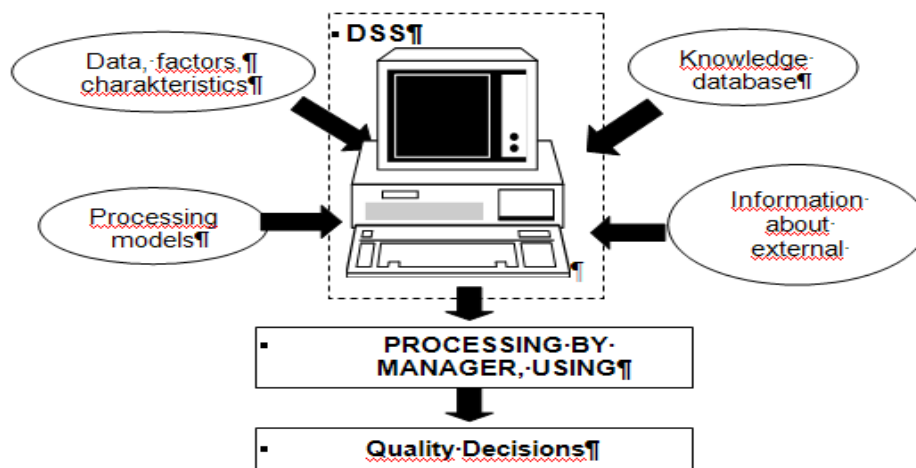 ▪ DSS¶
Data,·factors,¶
charakteristics¶
Knowledge·
database¶
Processing·
models¶
Information·
about·
external·
¶
▪ PROCESSING·BY·
MANAGER,·USING¶
▪ Quality·Decisions¶